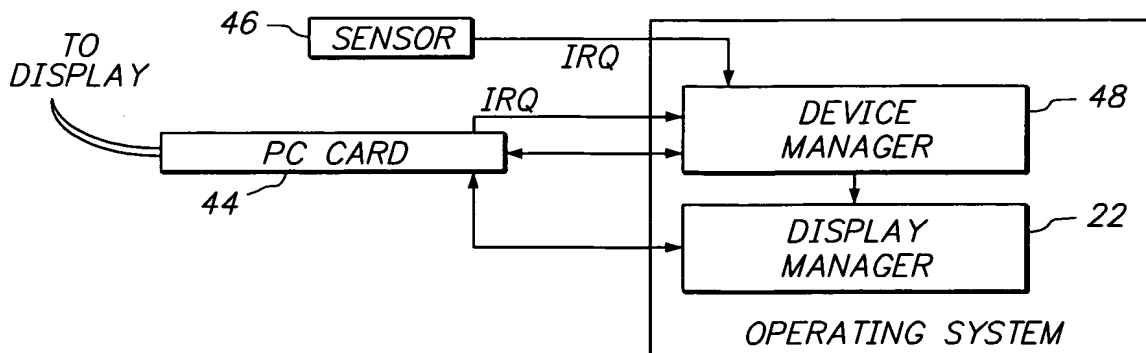 46
SENSOR
TO
DISPLAY
IRQ
IRQ
PC CARD
44
DEVICE
MANAGER
48
DISPLAY
MANAGER
22
OPERATING SYSTEM